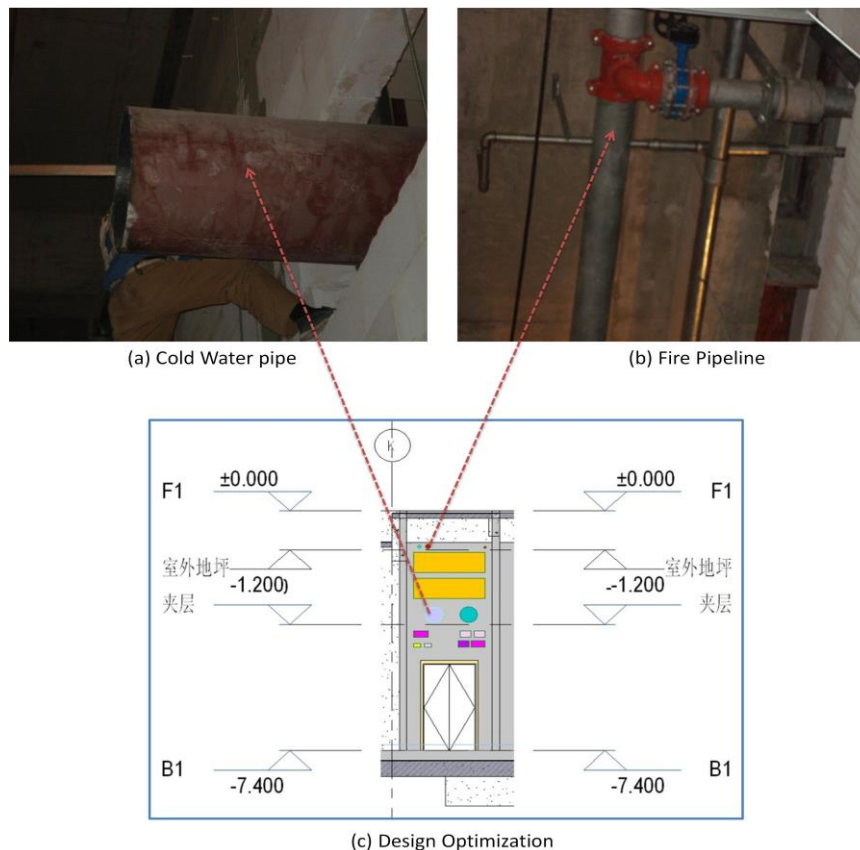 (a) Cold Water pipe
(b) Fire Pipeline
K
F1
±0.000
±0.000
F1
室外地坪
-1.200)
--1.200
室外地坪
夹层
夹层
B1
-7.400
-7.400
B1
(c) Design Optimization